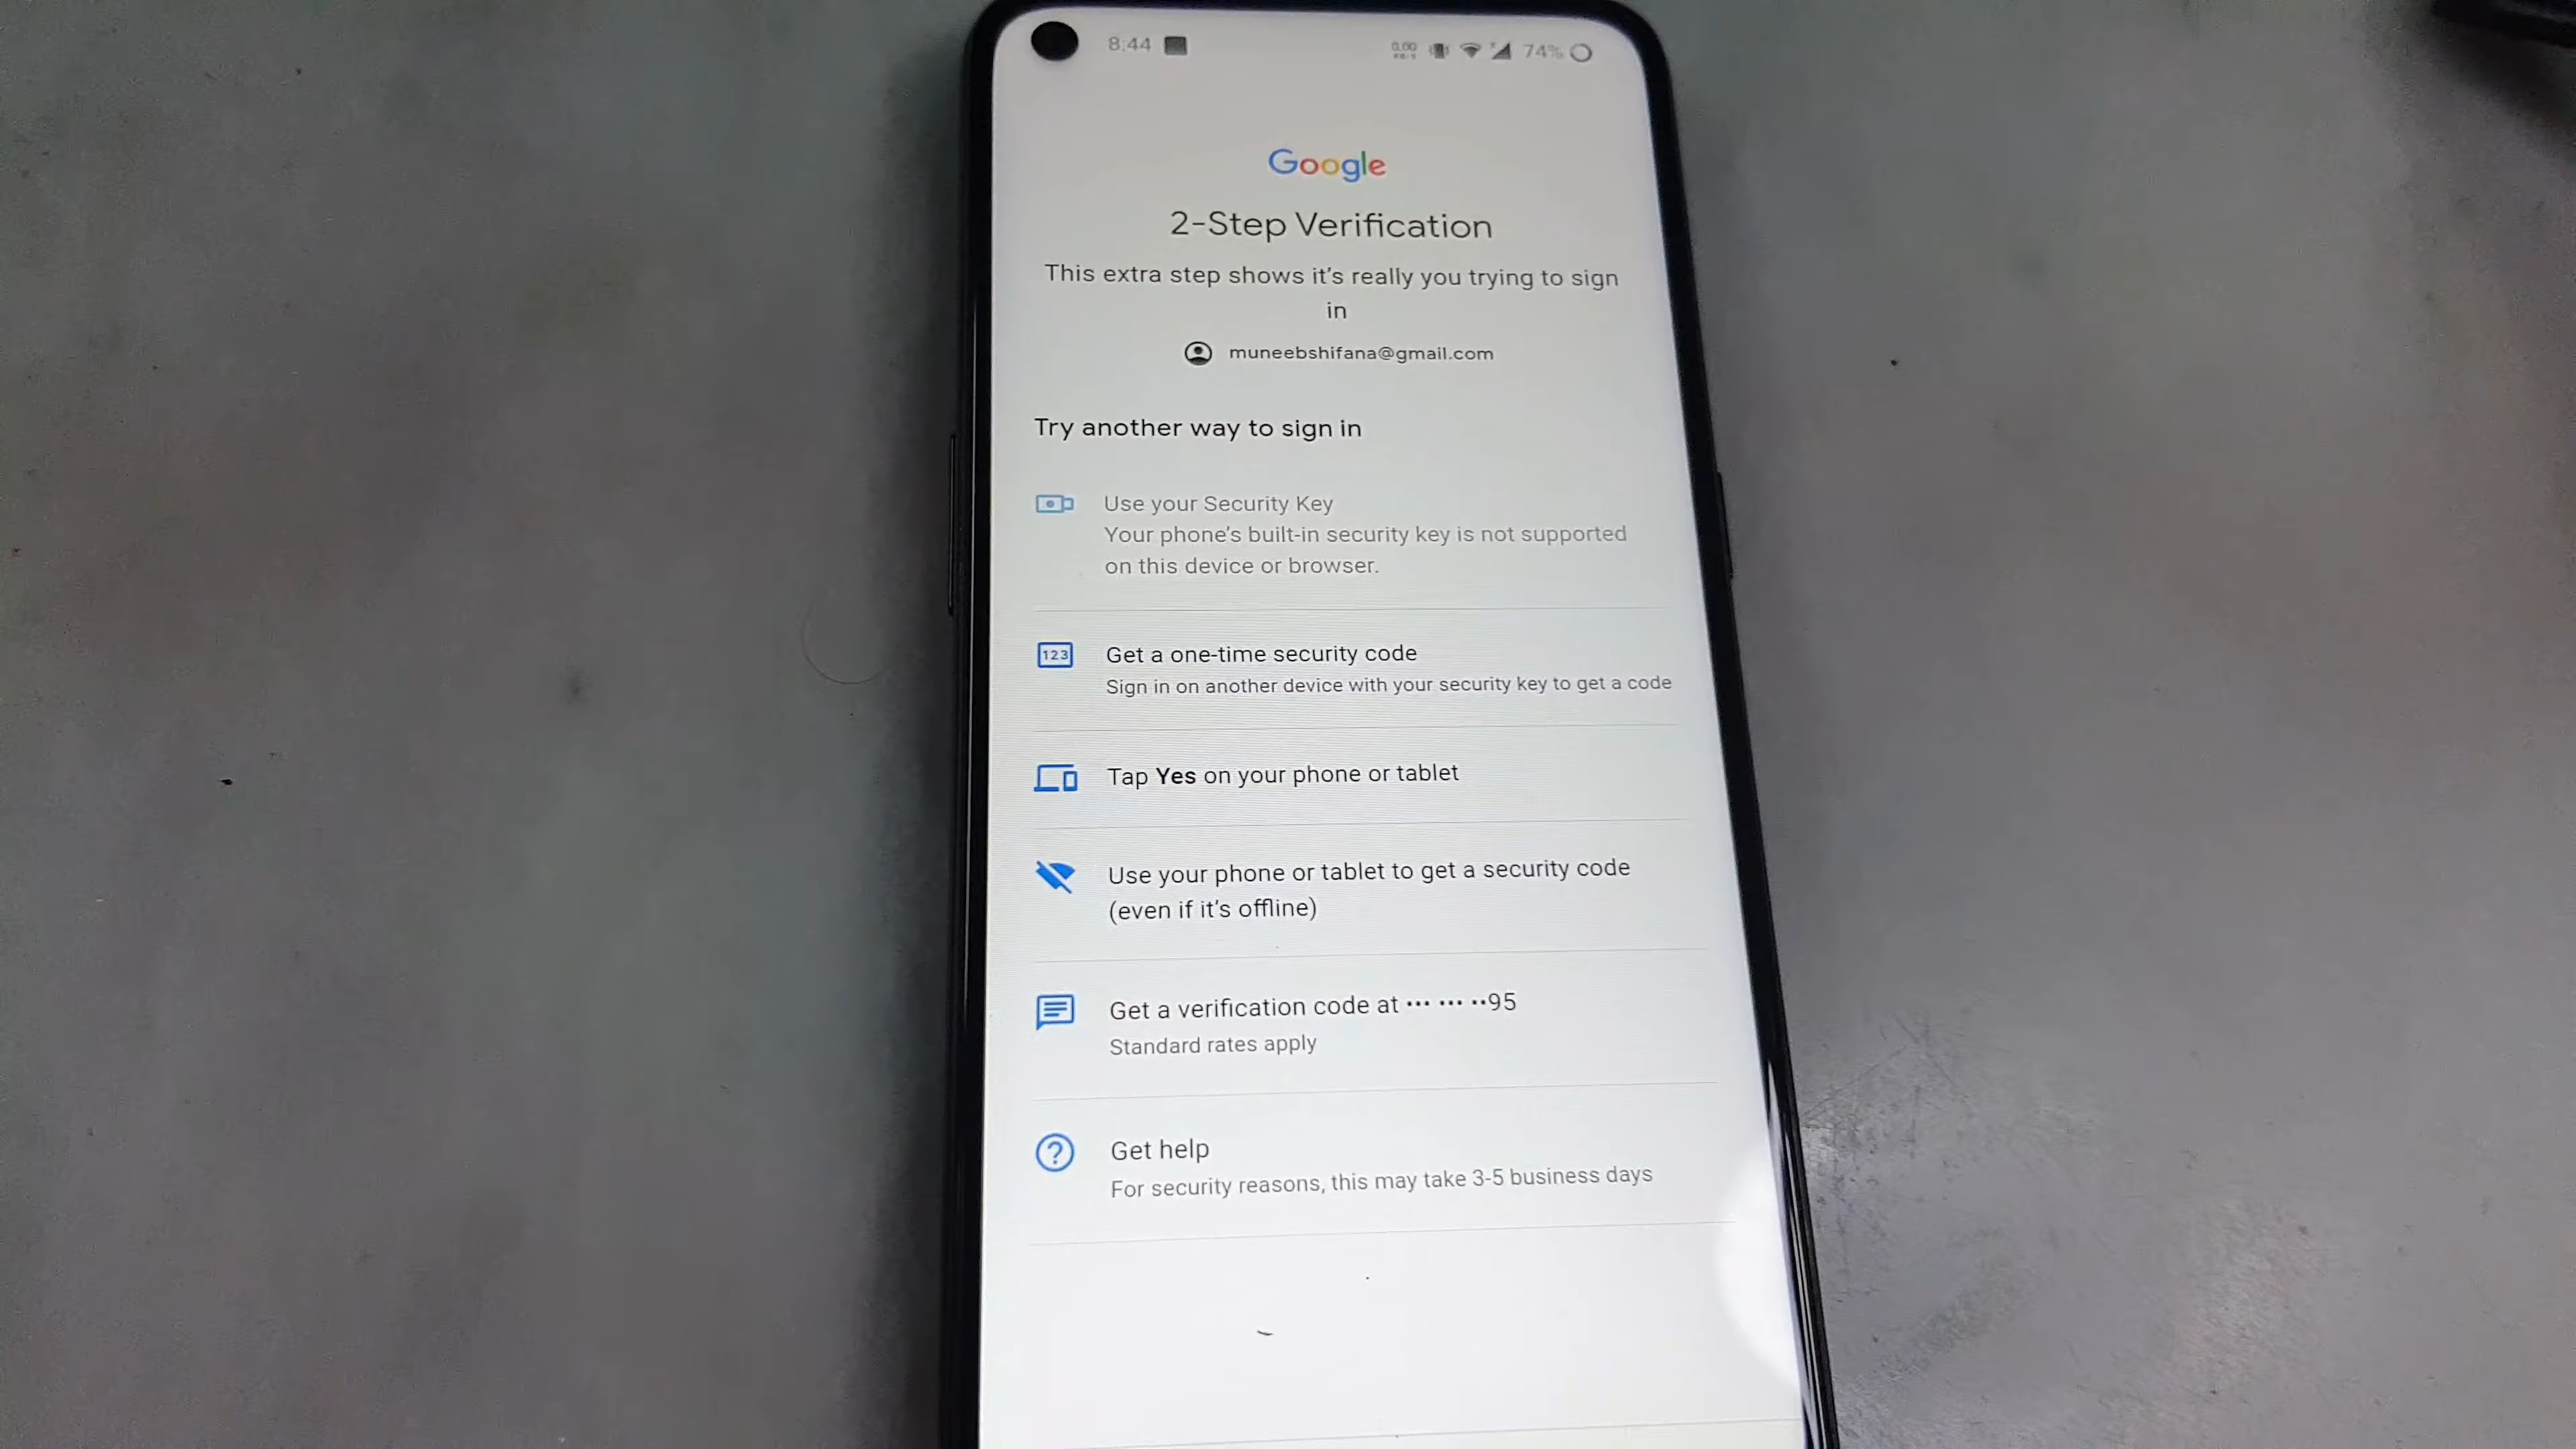 8:44
0.00 74%
Google
2-Step Verification
This extra step shows it's really you trying to sign
in
muneebshifana@gmail.com
Try another way to sign in
Use your Security Key
Your phone's built-in security key is not supported
on this device or browser.
123
Get a one-time security code
Sign in on another device with your security key to get a code
Tap Yes on your phone or tablet
Use your phone or tablet to get a security code
(even if it's offline)
Get a verification code at ••• ••• ••95
Standard rates apply
?
Get help
For security reasons, this may take 3-5 business days